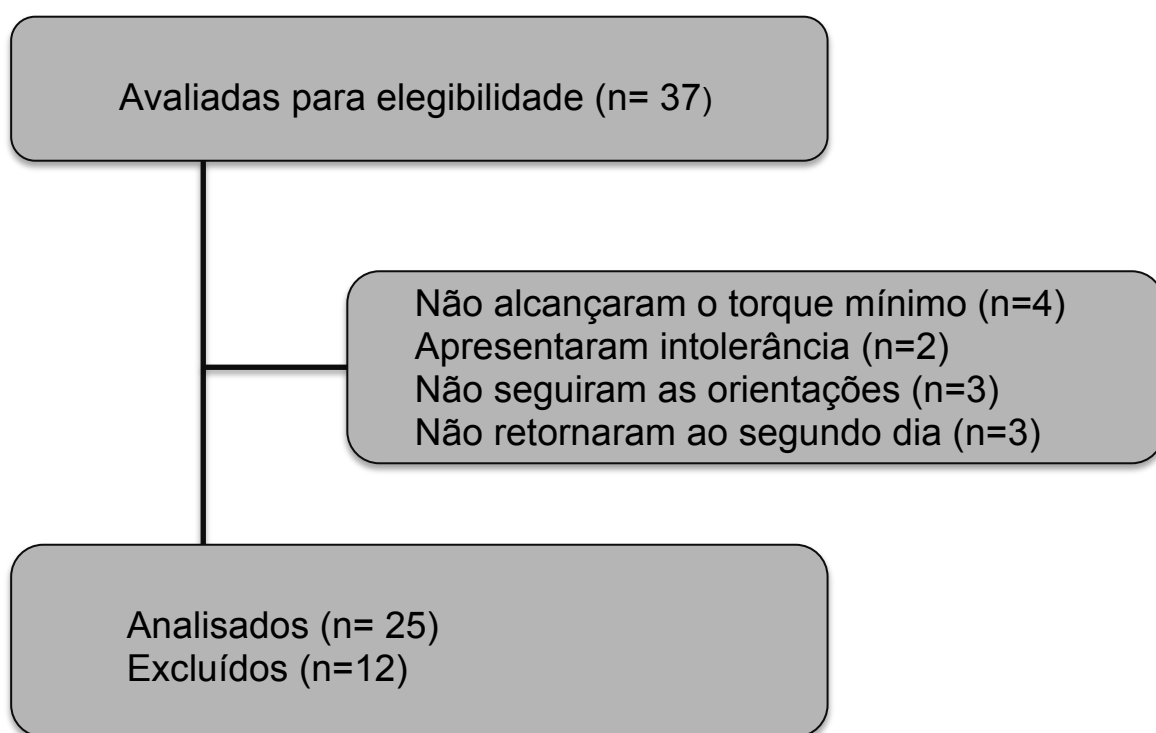 Avaliadas para elegibilidade (n= 37)
Não alcançaram o torque mínimo (n=4)
Apresentaram intolerância (n=2)
Não seguiram as orientações (n=3)
Não retornaram ao segundo dia (n=3)
Analisados (n= 25)
Excluídos (n=12)